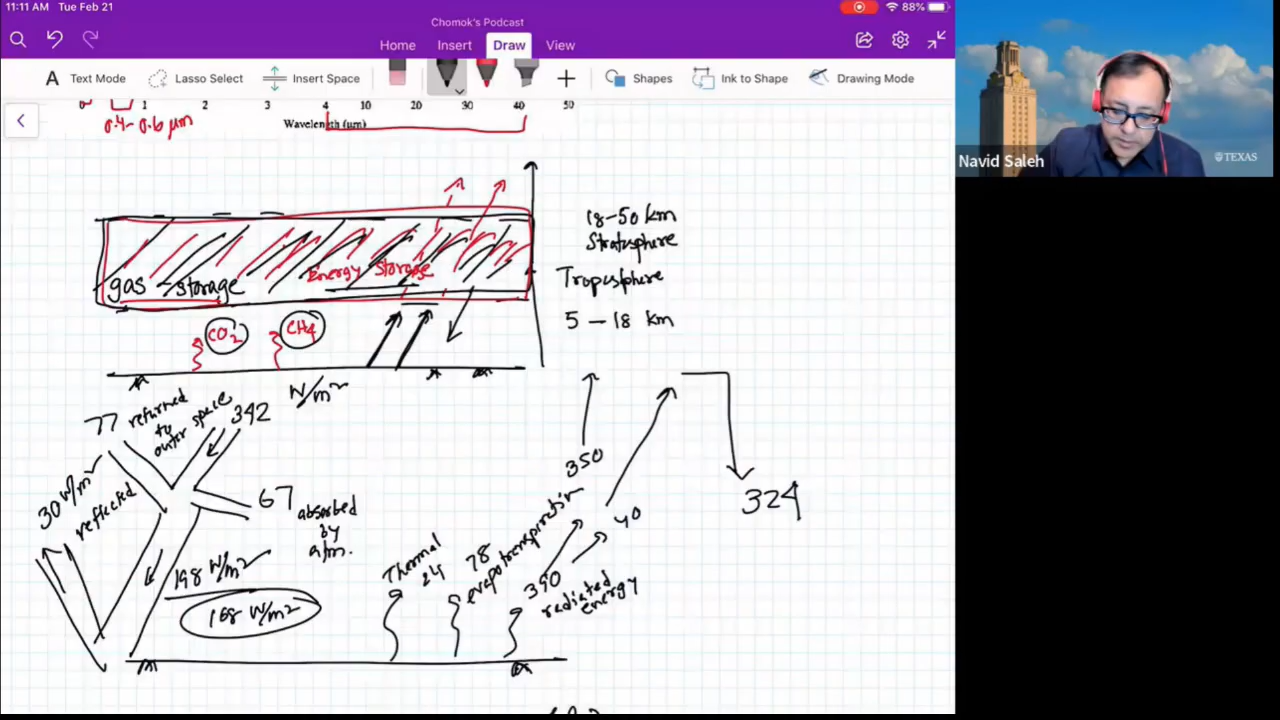 11:11 AM Tue Feb 21
88%
Chomok's Podcast
Home Insert Draw View
Text Mode Lasso Select Insert Space Shapes Ink to Shape Drawing Mode
0 1 2 3 4 10 20 30 40 50
0.4-0.6 μm
Wavelength (μm)
Navid Saleh
TEXAS
18-50 km
Stratosphere
Troposphere
5 - 18 km
Energy Storage
gas storage
CO2
CH4
W/m²
77 returned to outer space
342
30 W/m² reflected
67 absorbed by atm.
198 W/m²
168 W/m²
Thermal
24
78
evapotranspiration
390
radiated energy
40
350
324